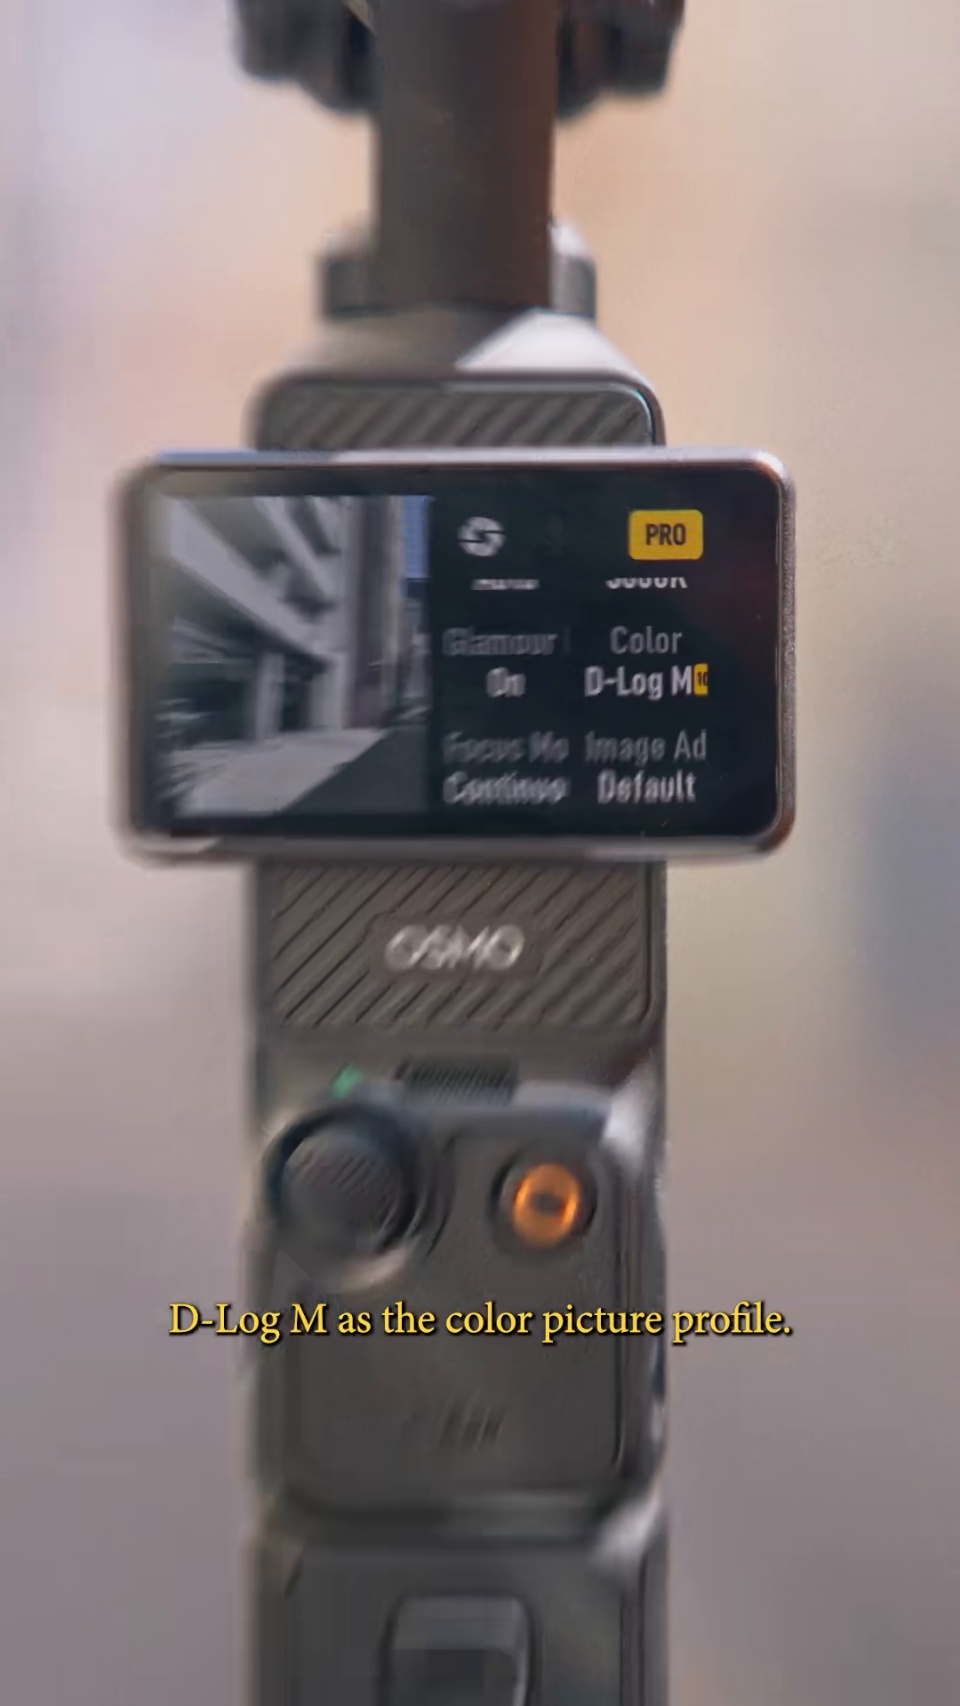 PRO
Glamour
Color
On
D-Log M
Image Ad
Default
OSMO
D-Log M as the color picture profile.